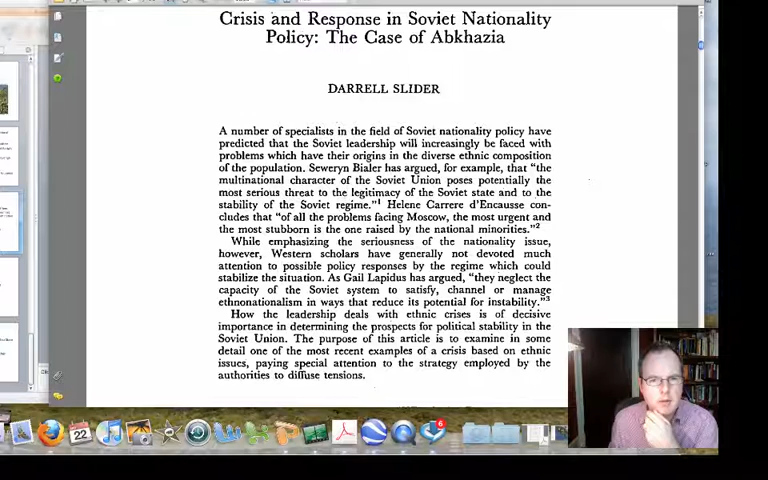 Crisis and Response in Soviet Nationality
Policy: The Case of Abkhazia
DARRELL SLIDER
A number of specialists in the field of Soviet nationality policy have
predicted that the Soviet leadership will increasingly be faced with
problems which have their origins in the diverse ethnic composition
of the population. Seweryn Bialer has argued, for example, that "the
multinational character of the Soviet Union poses potentially the
most serious threat to the legitimacy of the Soviet state and to the
stability of the Soviet regime."1 Helene Carrere d'Encausse con-
cludes that "of all the problems facing Moscow, the most urgent and
the most stubborn is the one raised by the national minorities."2
While emphasizing the seriousness of the nationality issue,
however, Western scholars have generally not devoted much
attention to possible policy responses by the regime which could
stabilize the situation. As Gail Lapidus has argued, "they neglect the
capacity of the Soviet system to satisfy, channel or manage
ethnonationalism in ways that reduce its potential for instability."3
How the leadership deals with ethnic crises is of decisive
importance in determining the prospects for political stability in the
Soviet Union. The purpose of this article is to examine in some
detail one of the most recent examples of a crisis based on ethnic
issues, paying special attention to the strategy employed by the
authorities to diffuse tensions.
22
6